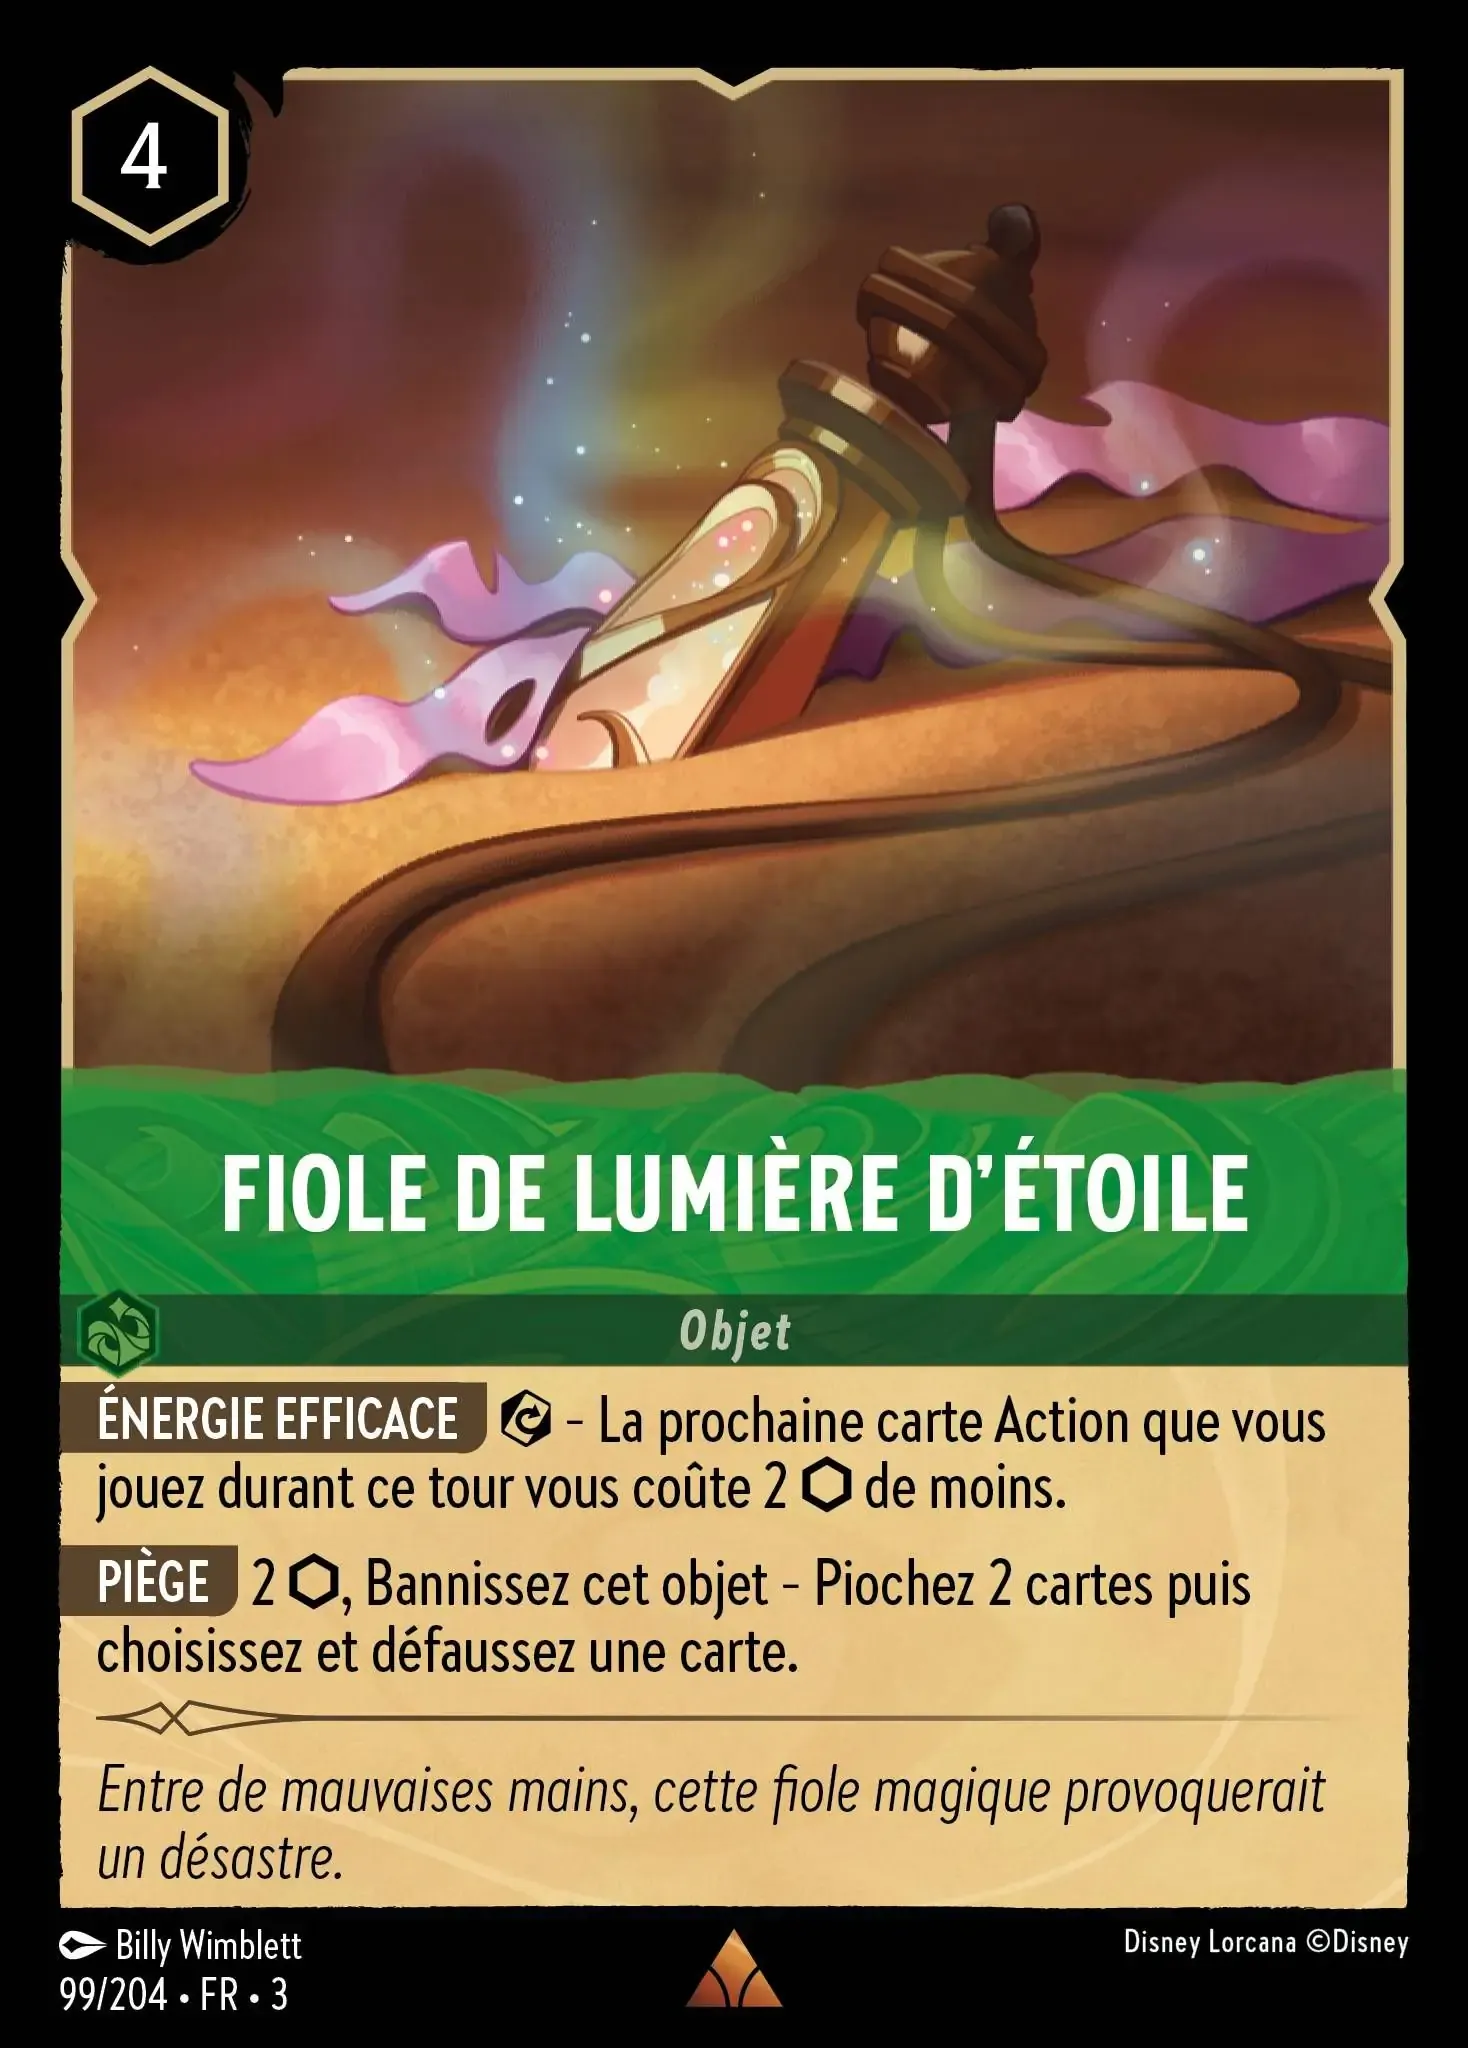 4
FIOLE DE LUMIÈRE D'ÉTOILE
Objet
ÉNERGIE EFFICACE - La prochaine carte Action que vous
jouez durant ce tour vous coûte 2 de moins.
PIÈGE 2 , Bannissez cet objet - Piochez 2 cartes puis
choisissez et défaussez une carte.
Entre de mauvaises mains, cette fiole magique provoquerait
un désastre.
Billy Wimblett
Disney Lorcana ©Disney
99/204 • FR • 3